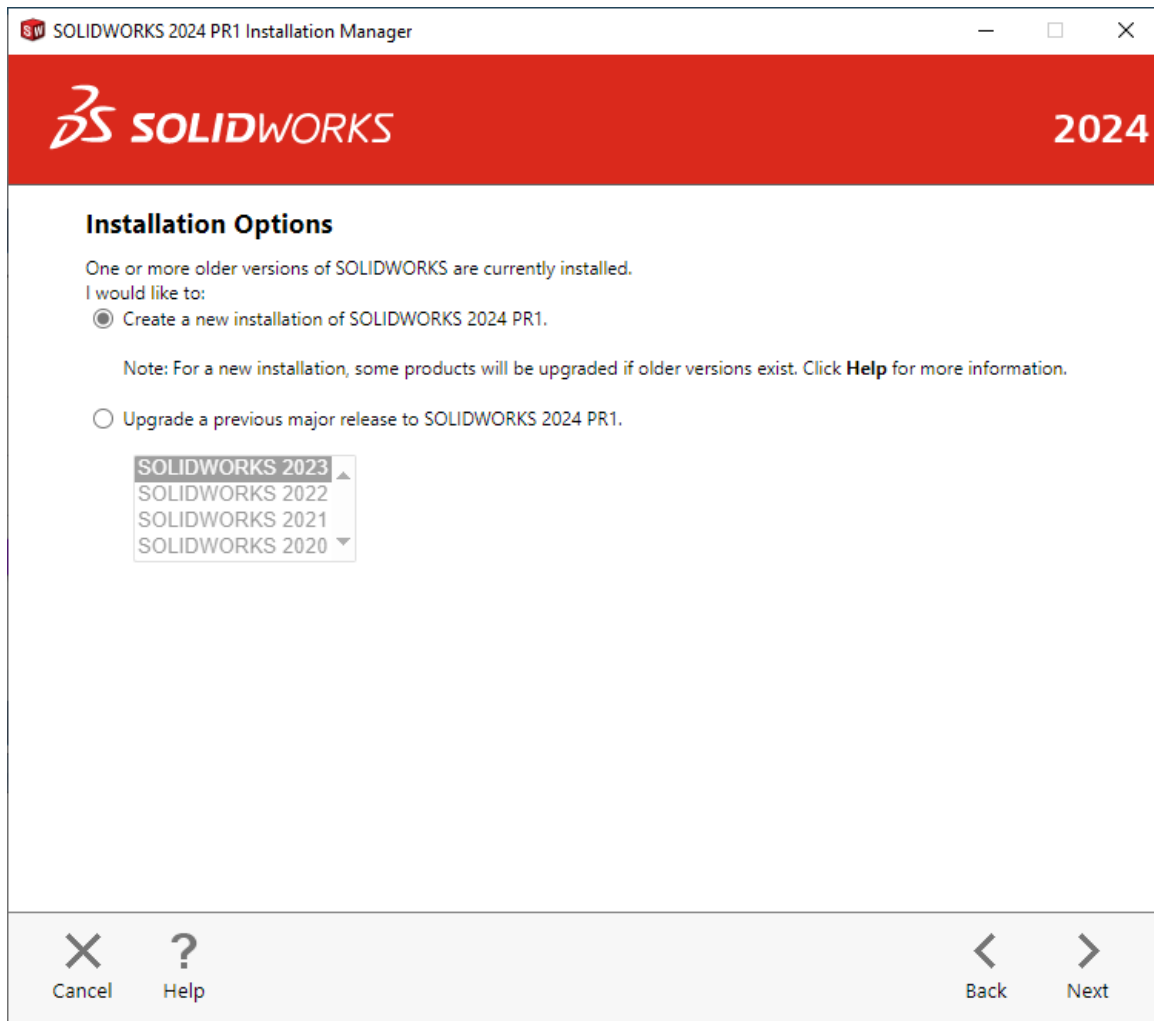 SOLIDWORKS 2024 PR1 Installation Manager
SOLIDWORKS 2024
Installation Options
One or more older versions of SOLIDWORKS are currently installed.
I would like to:
Create a new installation of SOLIDWORKS 2024 PR1.
Note: For a new installation, some products will be upgraded if older versions exist. Click Help for more information.
Upgrade a previous major release to SOLIDWORKS 2024 PR1.
SOLIDWORKS 2023
SOLIDWORKS 2022
SOLIDWORKS 2021
SOLIDWORKS 2020
Cancel Help Back Next